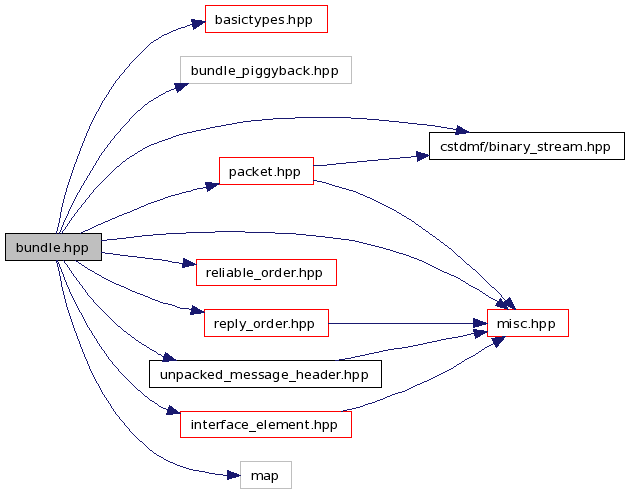 basictypes.hpp
bundle_piggyback.hpp
cstdmf/binary_stream.hpp
packet.hpp
bundle.hpp
reliable_order.hpp
reply_order.hpp
misc.hpp
unpacked_message_header.hpp
interface_element.hpp
map